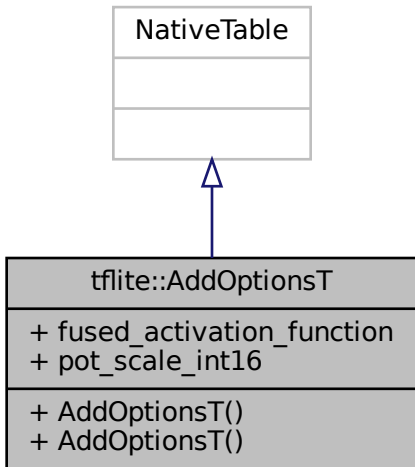 NativeTable
tflite::AddOptionsT
+ fused_activation_function
+ pot_scale_int16
+ AddOptionsT()
+ AddOptionsT()